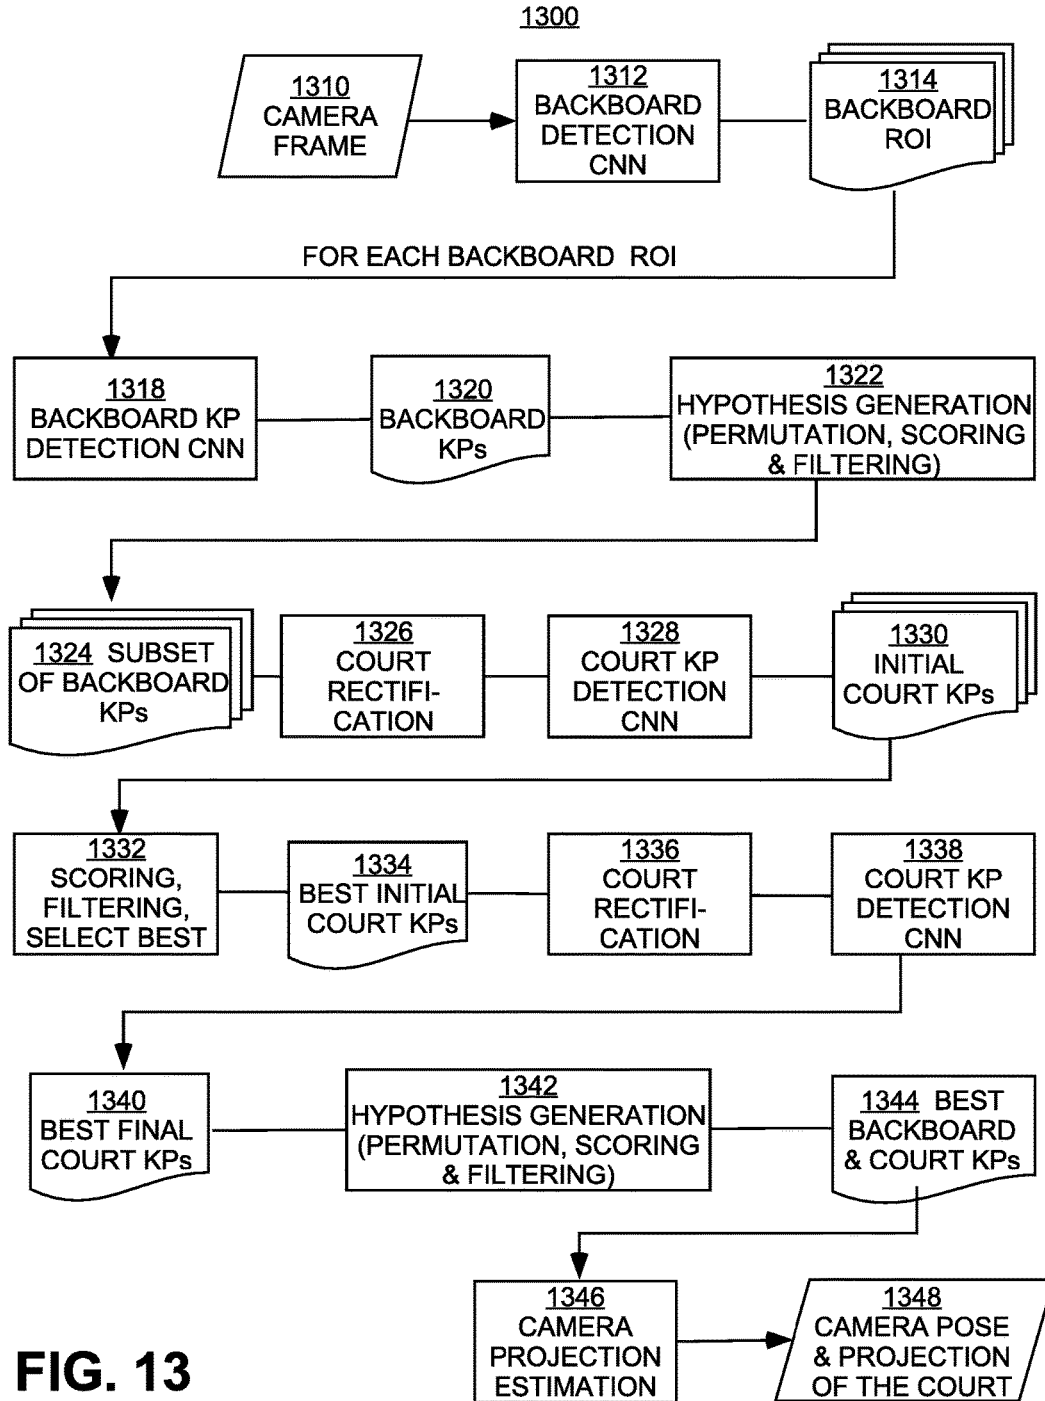 1300
1310
CAMERA
FRAME
1312
BACKBOARD
DETECTION
CNN
1314
BACKBOARD
ROI
FOR EACH BACKBOARD ROI
1318
BACKBOARD KP
DETECTION CNN
1320
BACKBOARD
KPs
1322
HYPOTHESIS GENERATION
(PERMUTATION, SCORING
& FILTERING)
1324 SUBSET
OF BACKBOARD
KPs
1326
COURT
RECTIFI-
CATION
1328
COURT KP
DETECTION
CNN
1330
INITIAL
COURT KPs
1332
SCORING,
FILTERING,
SELECT BEST
1334
BEST INITIAL
COURT KPs
1336
COURT
RECTIFI-
CATION
1338
COURT KP
DETECTION
CNN
1340
BEST FINAL
COURT KPs
1342
HYPOTHESIS GENERATION
(PERMUTATION, SCORING
& FILTERING)
1344 BEST
BACKBOARD
& COURT KPs
1346
CAMERA
PROJECTION
ESTIMATION
1348
CAMERA POSE
& PROJECTION
OF THE COURT
FIG. 13